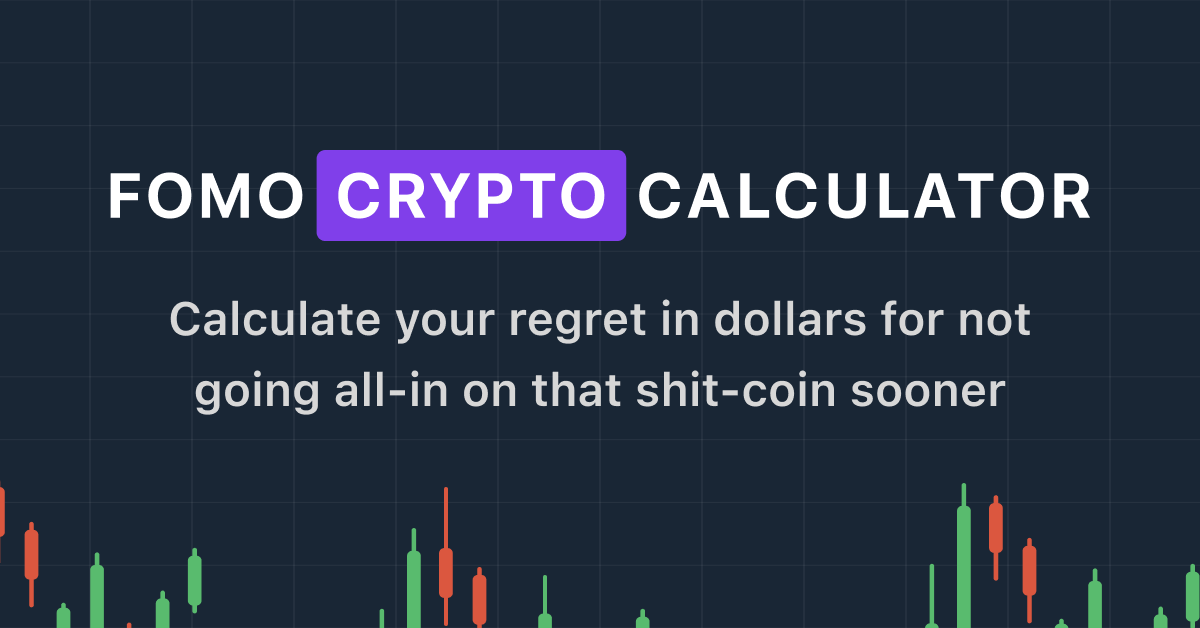 FOMO CRYPTO CALCULATOR
Calculate your regret in dollars for not
going all-in on that shit-coin sooner